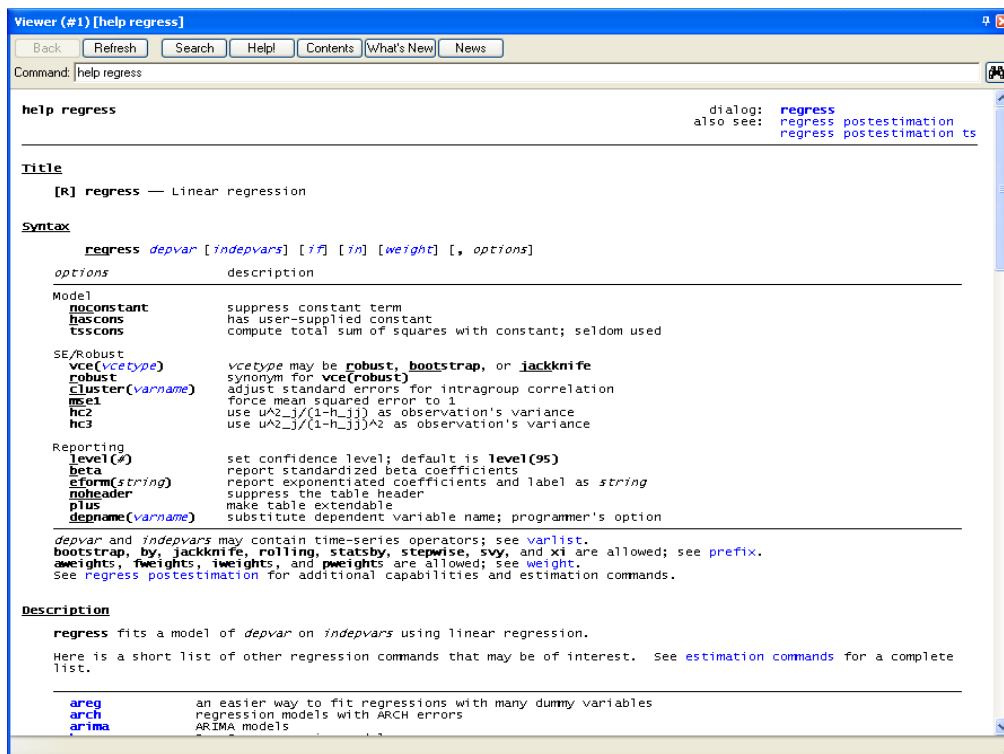 Viewer (#1) [help regress]
Back Refresh Search Help! Contents What's New News
Command: help regress
help regress dialog: regress
also see: regress postestimation
regress postestimation ts
Title
[R] regress — Linear regression
Syntax
regress depvar [indepvars] [if] [in] [weight] [, options]
options description
Model
noconstant suppress constant term
hascons has user-supplied constant
tsscons compute total sum of squares with constant; seldom used
SE/Robust
vce(vcetype) vcetype may be robust, bootstrap, or jackknife
robust synonym for vce(robust)
cluster(varname) adjust standard errors for intragroup correlation
mse1 force mean squared error to 1
hc2 use u^2_j/(1-h_jj) as observation's variance
hc3 use u^2_j/(1-h_jj)^2 as observation's variance
Reporting
level(#) set confidence level; default is level(95)
beta report standardized beta coefficients
eform(string) report exponentiated coefficients and label as string
noheader suppress the table header
plus make table extendable
depname(varname) substitute dependent variable name; programmer's option
depvar and indepvars may contain time-series operators; see varlist.
bootstrap, by, jackknife, rolling, statsby, stepwise, svy, and xi are allowed; see prefix.
aweights, fweights, iweights, and pweights are allowed; see weight.
See regress postestimation for additional capabilities and estimation commands.
Description
regress fits a model of depvar on indepvars using linear regression.
Here is a short list of other regression commands that may be of interest. See estimation commands for a complete
list.
areg an easier way to fit regressions with many dummy variables
arch regression models with ARCH errors
arima ARIMA models